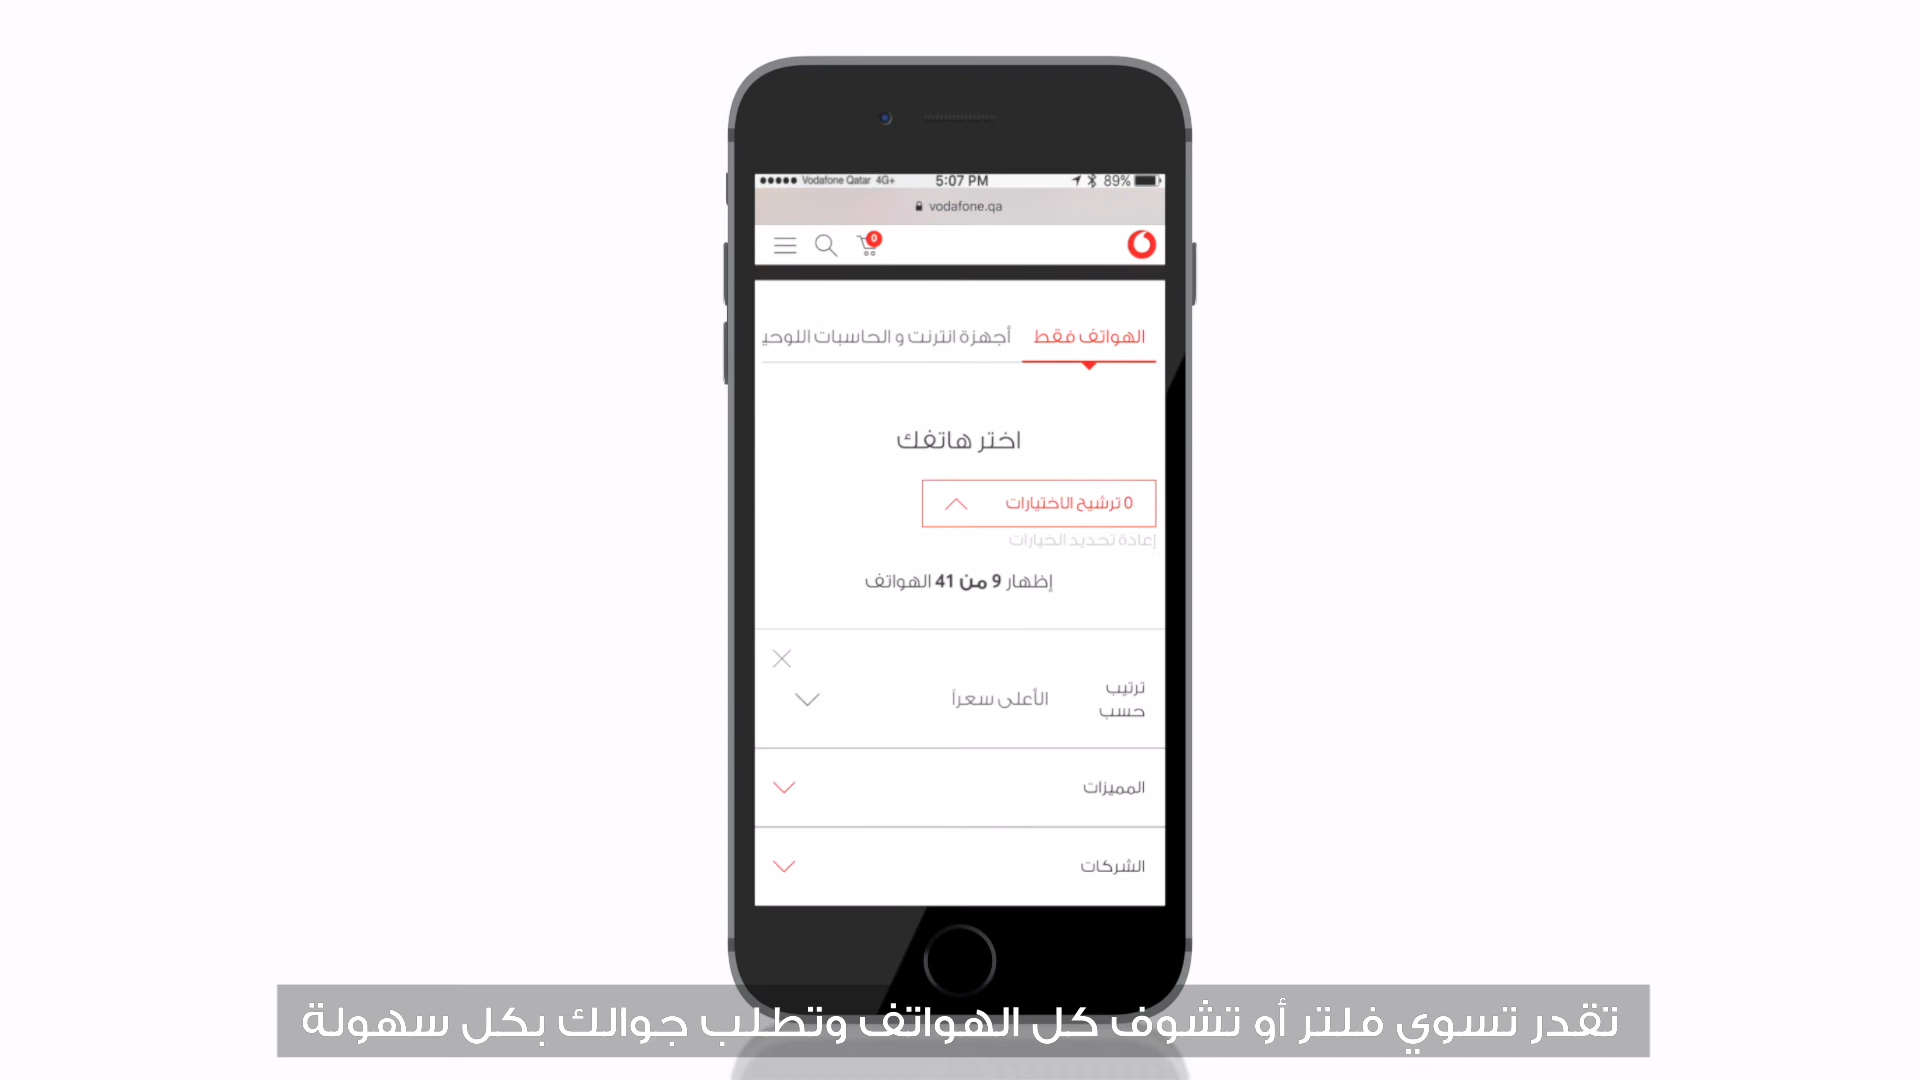 Vodafone Qatar 4G+ 5:07 PM 89%
vodafone.qa
0
الهواتف فقط أجهزة انترنت و الحاسبات اللوحي
اختر هاتفك
0 ترشيح الاختيارات
إعادة تحديد الخيارات
إظهار 9 من 41 الهواتف
ترتيب حسب
الأعلى سعراً
المميزات
الشركات
تقدر تسوي فلتر أو تشوف كل الهواتف وتطلب جوالك بكل سهولة